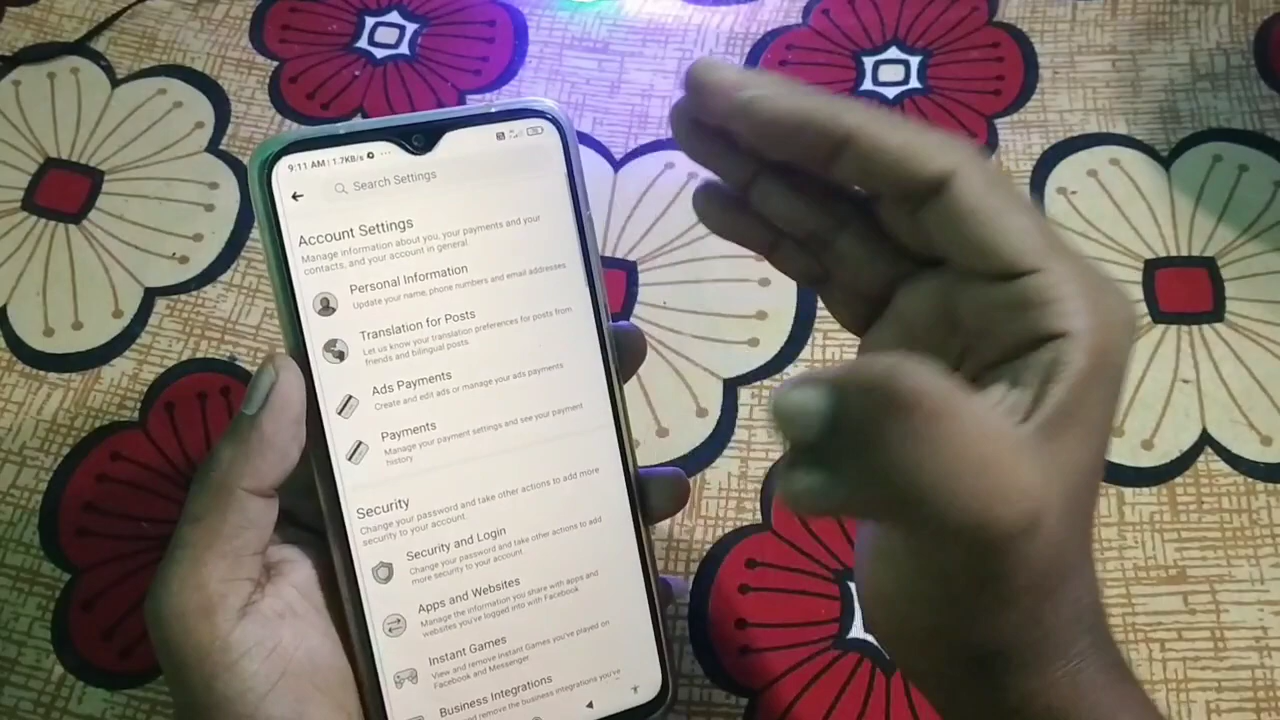 9:11 AM | 1.7KB/s
Search Settings
Account Settings
Manage information about you, your payments and your
contacts, and your account in general
Personal Information
Update your name, phone numbers and email addresses
Translation for Posts
Let us know your translation preferences for posts from
friends and bilingual posts
Ads Payments
Create and edit ads or manage your ads payments
Payments
Manage your payment settings and see your payment
history
Security
Change your password and take other actions to add more
security to your account.
Security and Login
Change your password and take other actions to add
more security to your account
Apps and Websites
Manage the information you share with apps and
websites you've logged into with Facebook
Instant Games
View and remove instant Games you've played on
Facebook and Messenger
Business Integrations
and remove the business integrations you've